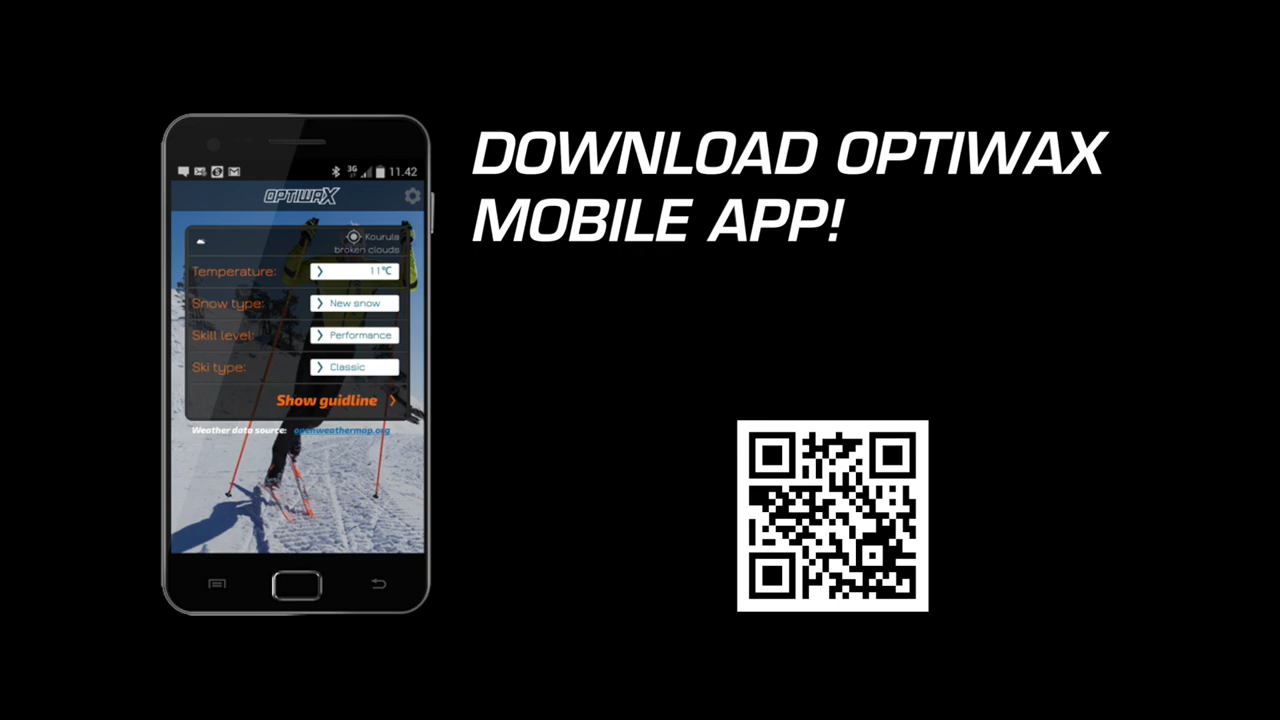 DOWNLOAD OPTIWAX
MOBILE APP!
3G 11.42
OPTIWAX
Kourula
broken clouds
Temperature: 11°C
Snow type: New snow
Skill level: Performance
Ski type: Classic
Show guidline
Weather data source: openweathermap.org